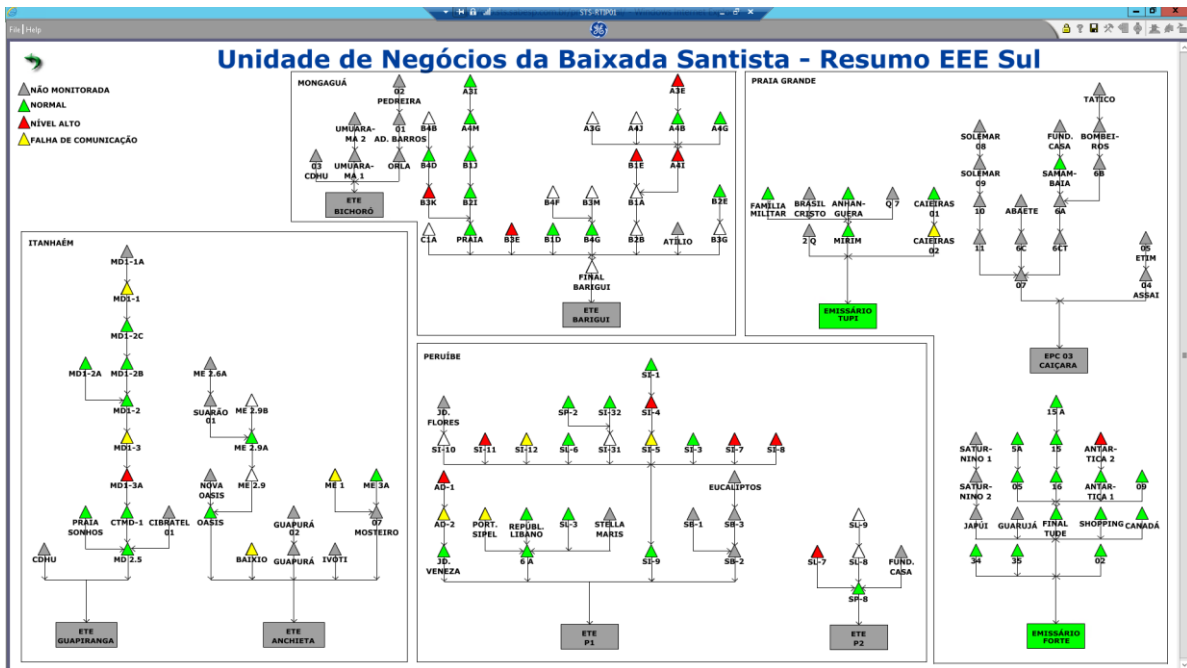 STS-RTIP01
File Help
Unidade de Negócios da Baixada Santista - Resumo EEE Sul
NÃO MONITORADA
NORMAL
NÍVEL ALTO
FALHA DE COMUNICAÇÃO
MONGAGUÁ
02
PEDREIRA
UMUARA-
MÁ 2
01
AD. BARROS
03
CDHU
UMUARA-
MÁ 1
ORLA
ETE
BICHORÓ
B4B
B4D
B3K
A3I
A4M
B1J
B2I
C1A
PRAIA
B3E
B1D
B4F
B3M
B4G
A3G
A4J
A3E
A4B
A4G
B1E
A4I
B1A
B2B
ATÍLIO
B2E
B3G
FINAL
BARIGUI
ETE
BARIGUI
PRAIA GRANDE
TATICO
SOLEMAR
08
FUND.
CASA
BOMBEI-
ROS
SOLEMAR
09
SAMAM-
BAIA
6B
FAMÍLIA
MILITAR
BRASIL
CRISTO
ANHAN-
GUERA
Q 7
CAIEIRAS
01
10
ABAETE
6A
2 Q
MIRIM
CAIEIRAS
02
11
6C
6CT
05
ETIM
07
04
ASSAI
EMISSÁRIO
TUPI
EPC 03
CAIÇARA
15 A
SATUR-
NINO 1
5A
15
ANTAR-
TICA 2
SATUR-
NINO 2
05
16
ANTAR-
TICA 1
09
JAPÚI
GUARUJÁ
FINAL
TUDE
SHOPPING
CANADÁ
34
35
02
EMISSÁRIO
FORTE
ITANHAÉM
MD1-1A
MD1-1
MD1-2C
MD1-2A
MD1-2B
MD1-2
MD1-3
MD1-3A
PRAIA
SONHOS
CTMD-1
CIBRATEL
01
CDHU
MD 2.5
ETE
GUAPIRANGA
ME 2.6A
SUARÃO
01
ME 2.9B
ME 2.9A
NOVA
OASIS
ME 2.9
ME 1
ME 3A
OASIS
GUAPURÁ
02
07
MOSTEIRO
BAIXIO
GUAPURÁ
IVOTI
ETE
ANCHIETA
PERUÍBE
SI-1
JD.
FLORES
SP-2
SI-32
SI-4
SI-10
SI-11
SI-12
SL-6
SI-31
SI-5
SI-3
SI-7
SI-8
AD-1
EUCALIPTOS
AD-2
PORT.
SIPEL
REPÚBL.
LIBANO
SL-3
STELLA
MARIS
SB-1
SB-3
SL-9
JD.
VENEZA
6 A
SI-9
SB-2
SL-7
SL-8
FUND.
CASA
SP-8
ETE
P1
ETE
P2